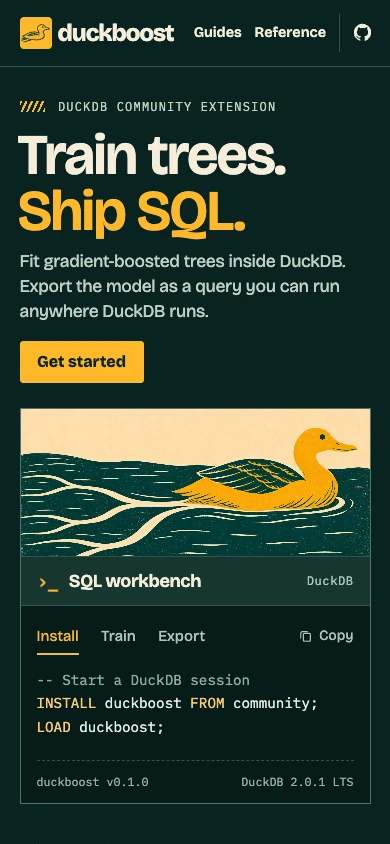 duckboost
Guides Reference
DUCKDB COMMUNITY EXTENSION
Train trees.
Ship SQL.
Fit gradient-boosted trees inside DuckDB.
Export the model as a query you can run
anywhere DuckDB runs.
Get started
›_ SQL workbench DuckDB
Install Train Export Copy
-- Start a DuckDB session
INSTALL duckboost FROM community;
LOAD duckboost;
duckboost v0.1.0 DuckDB 2.0.1 LTS